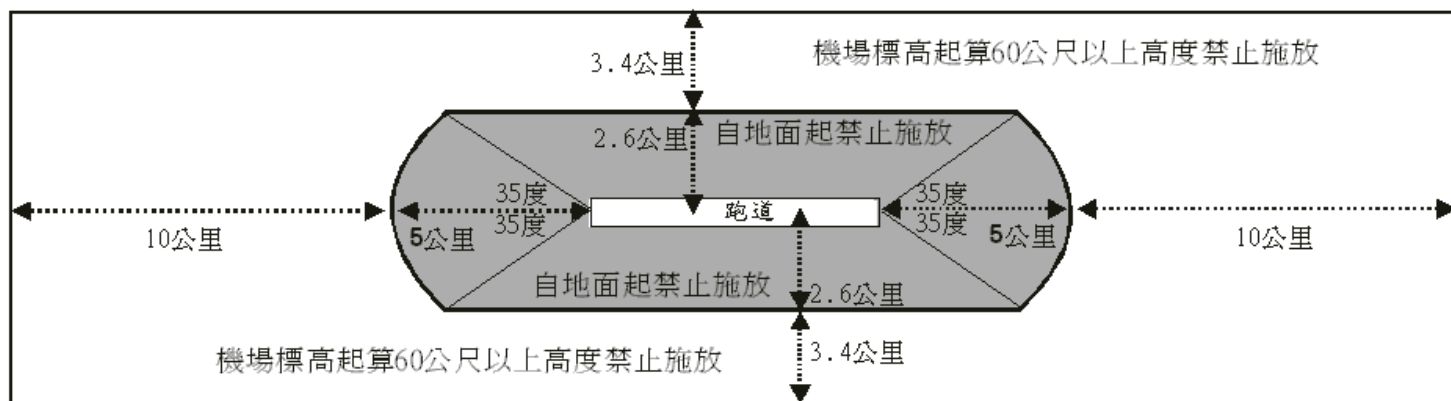 機場標高起算60公尺以上高度禁止施放
3.4公里
2.6公里
自地面起禁止施放
35度
35度
跑道
35度
35度
10公里
5公里
5公里
10公里
自地面起禁止施放
2.6公里
機場標高起算60公尺以上高度禁止施放
3.4公里